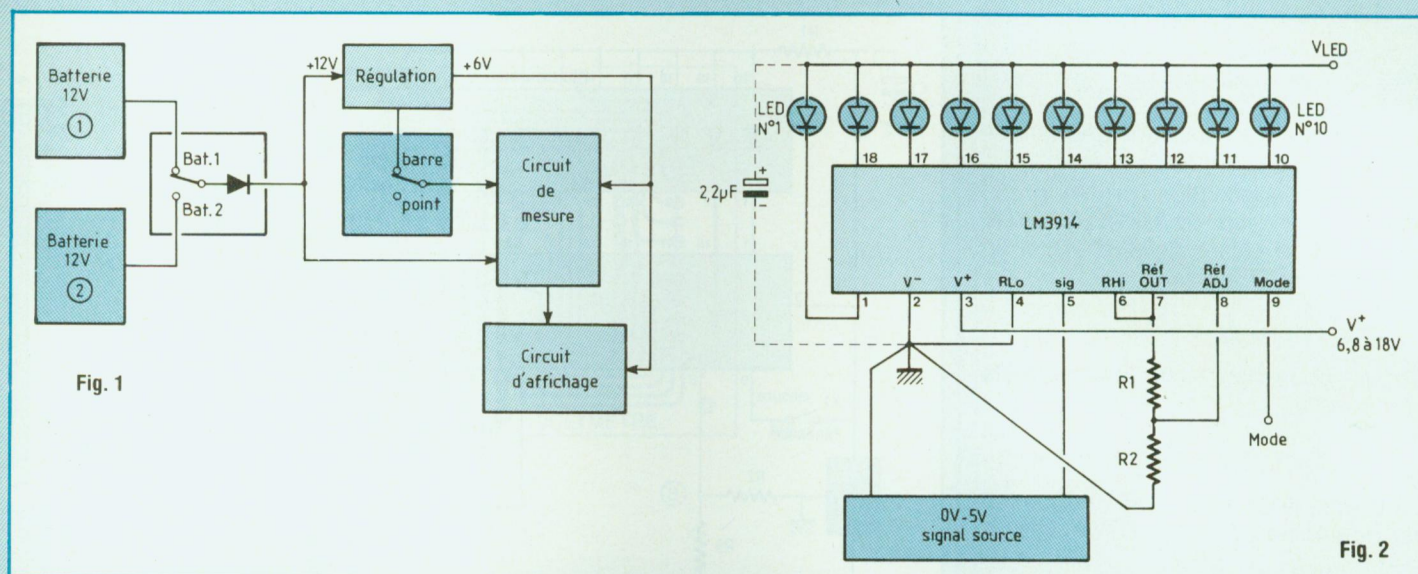 Batterie
12V
1
Batterie
12V
2
Bat.1
Bat.2
+12V
Régulation
+6V
barre
point
Circuit
de
mesure
Circuit
d'affichage
Fig. 1
VLED
LED
N°1
LED
N°10
2,2µF
+
−
18
17
16
15
14
13
12
11
10
LM3914
V−
V+
RLo
sig
RHi
Réf
OUT
Réf
ADJ
Mode
1
2
3
4
5
6
7
8
9
V+
6,8 à 18V
R1
R2
Mode
0V-5V
signal source
Fig. 2